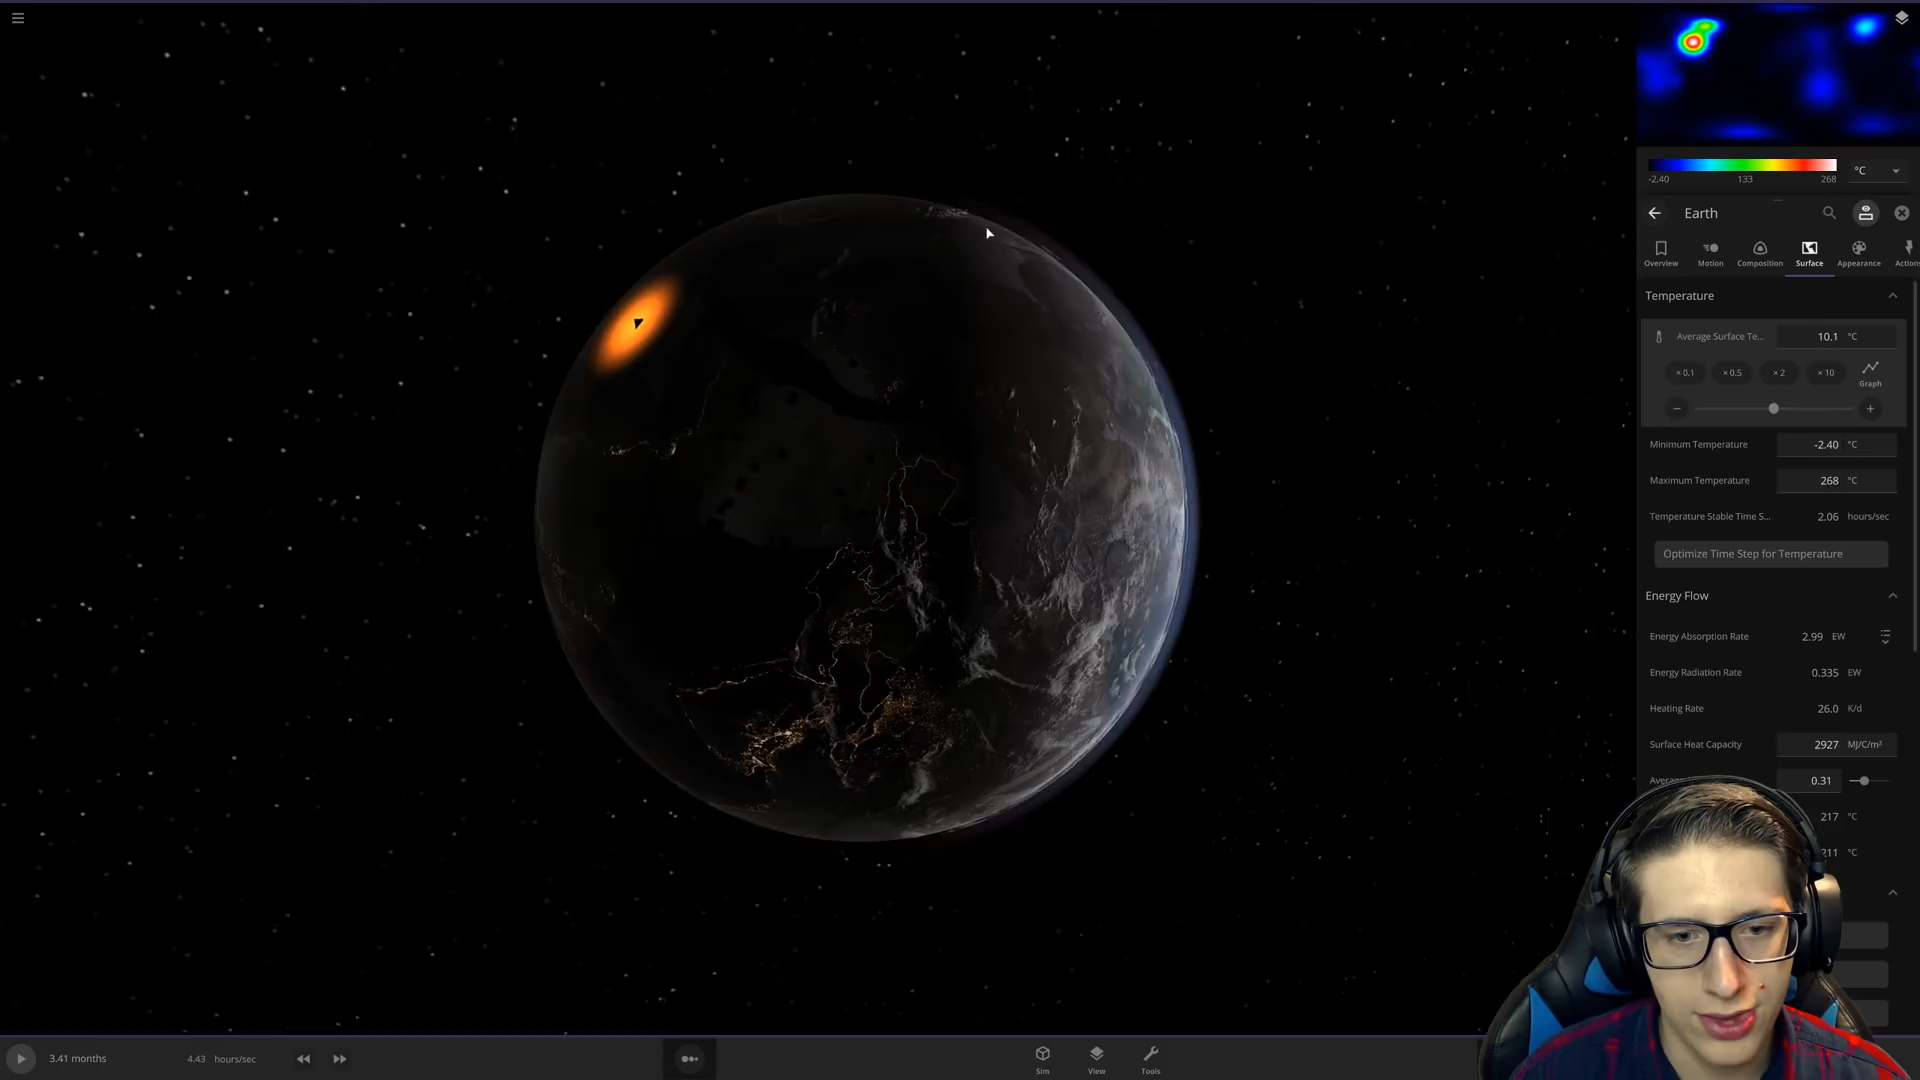 °C
-2.40 133 268
Earth
Overview Motion Composition Surface Appearance Actions
Temperature
Average Surface Te... 10.1 °C
× 0.1 × 0.5 × 2 × 10 Graph
Minimum Temperature -2.40 °C
Maximum Temperature 268 °C
Temperature Stable Time S... 2.06 hours/sec
Optimize Time Step for Temperature
Energy Flow
Energy Absorption Rate 2.99 EW
Energy Radiation Rate 0.335 EW
Heating Rate 26.0 K/d
Surface Heat Capacity 2927 MJ/C/m²
0.31
217 °C
211 °C
3.41 months 4.43 hours/sec
Sim View Tools